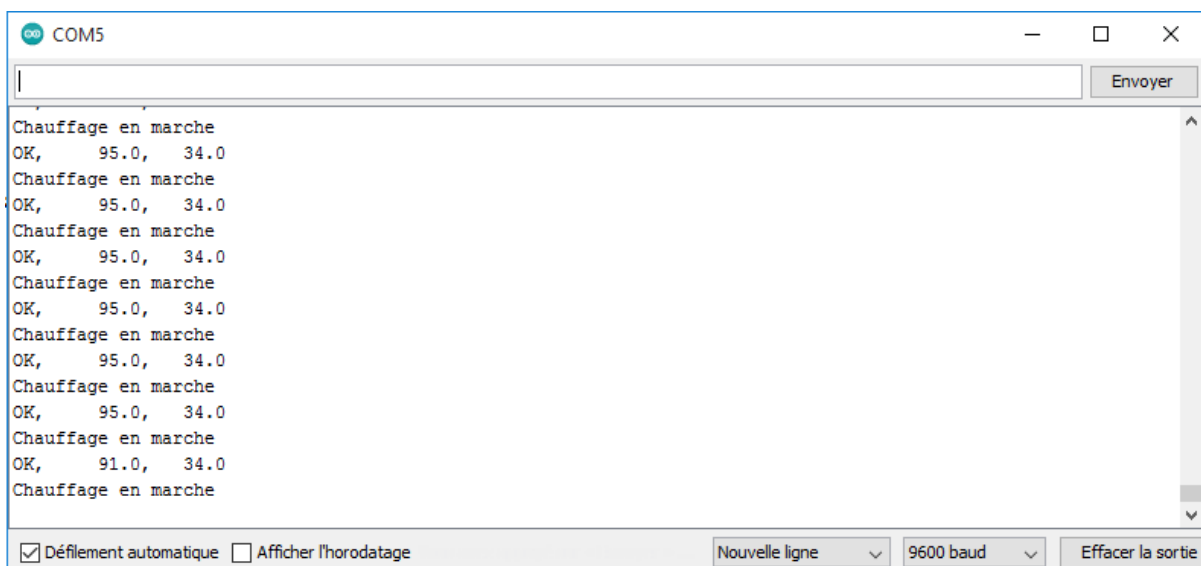 COM5
Envoyer
Chauffage en marche
OK,      95.0,   34.0
Chauffage en marche
OK,      95.0,   34.0
Chauffage en marche
OK,      95.0,   34.0
Chauffage en marche
OK,      95.0,   34.0
Chauffage en marche
OK,      95.0,   34.0
Chauffage en marche
OK,      95.0,   34.0
Chauffage en marche
OK,      91.0,   34.0
Chauffage en marche
Défilement automatique Afficher l'horodatage Nouvelle ligne 9600 baud Effacer la sortie